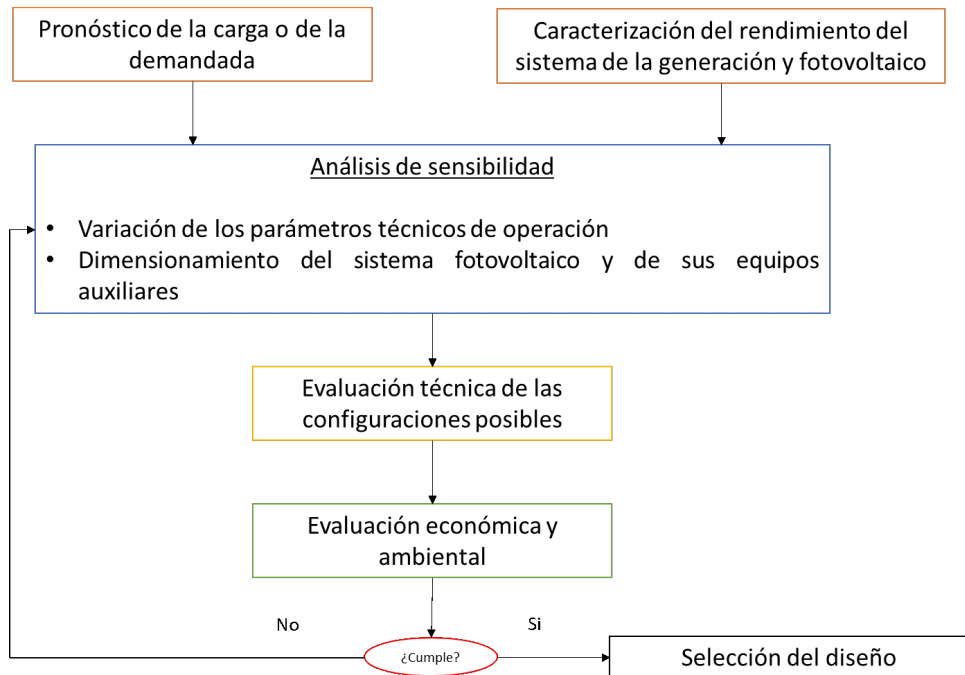 Pronóstico de la carga o de la
demandada
Caracterización del rendimiento del
sistema de la generación y fotovoltaico
Análisis de sensibilidad
• Variación de los parámetros técnicos de operación
• Dimensionamiento del sistema fotovoltaico y de sus equipos
auxiliares
Evaluación técnica de las
configuraciones posibles
Evaluación económica y
ambiental
No
Si
¿Cumple?
Selección del diseño